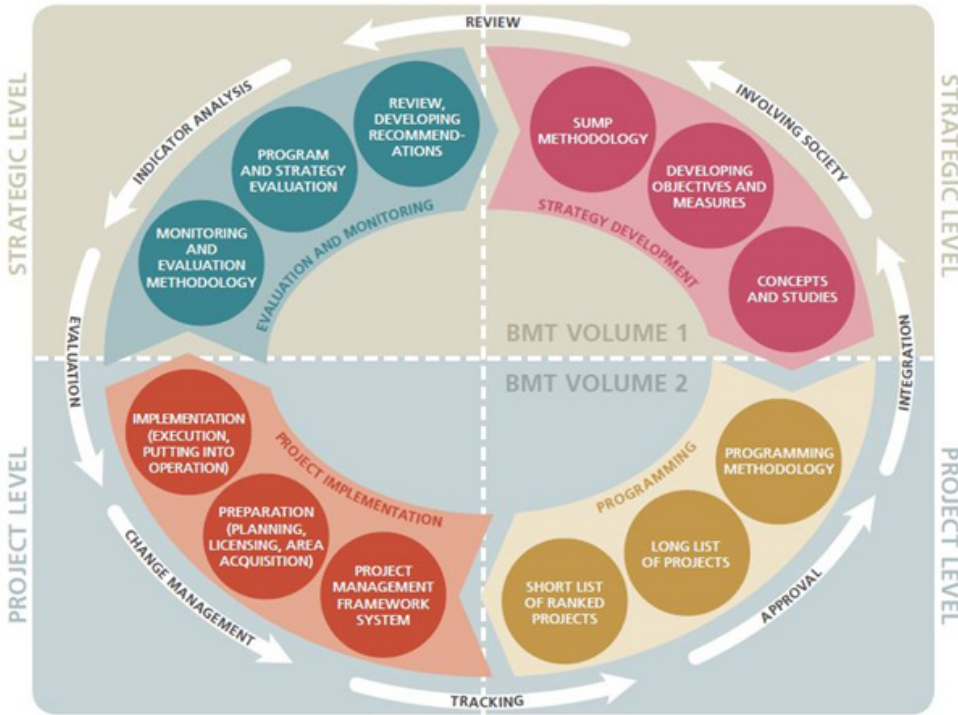 REVIEW
STRATEGIC LEVEL
INDICATOR ANALYSIS
REVIEW,
DEVELOPING
RECOMMEND-
ATIONS
PROGRAM
AND STRATEGY
EVALUATION
MONITORING
AND
EVALUATION
METHODOLOGY
EVALUATION AND MONITORING
SUMP
METHODOLOGY
DEVELOPING
OBJECTIVES AND
MEASURES
CONCEPTS
AND STUDIES
STRATEGY DEVELOPMENT
INVOLVING SOCIETY
STRATEGIC LEVEL
BMT VOLUME 1
BMT VOLUME 2
EVALUATION
INTEGRATION
PROJECT LEVEL
IMPLEMENTATION
(EXECUTION,
PUTTING INTO
OPERATION)
PREPARATION
(PLANNING,
LICENSING, AREA
ACQUISITION)
PROJECT
MANAGEMENT
FRAMEWORK
SYSTEM
PROJECT IMPLEMENTATION
PROGRAMMING
PROGRAMMING
METHODOLOGY
LONG LIST
OF PROJECTS
SHORT LIST
OF RANKED
PROJECTS
PROJECT LEVEL
CHANGE MANAGEMENT
APPROVAL
TRACKING